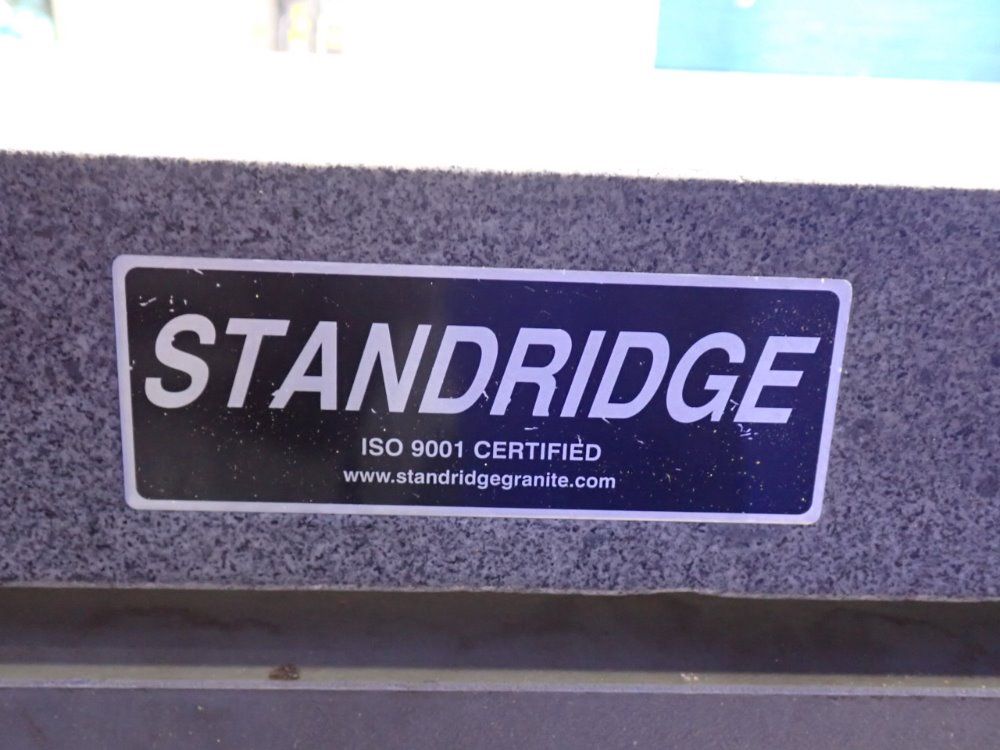 STANDRIDGE
ISO 9001 CERTIFIED
www.standridgegranite.com